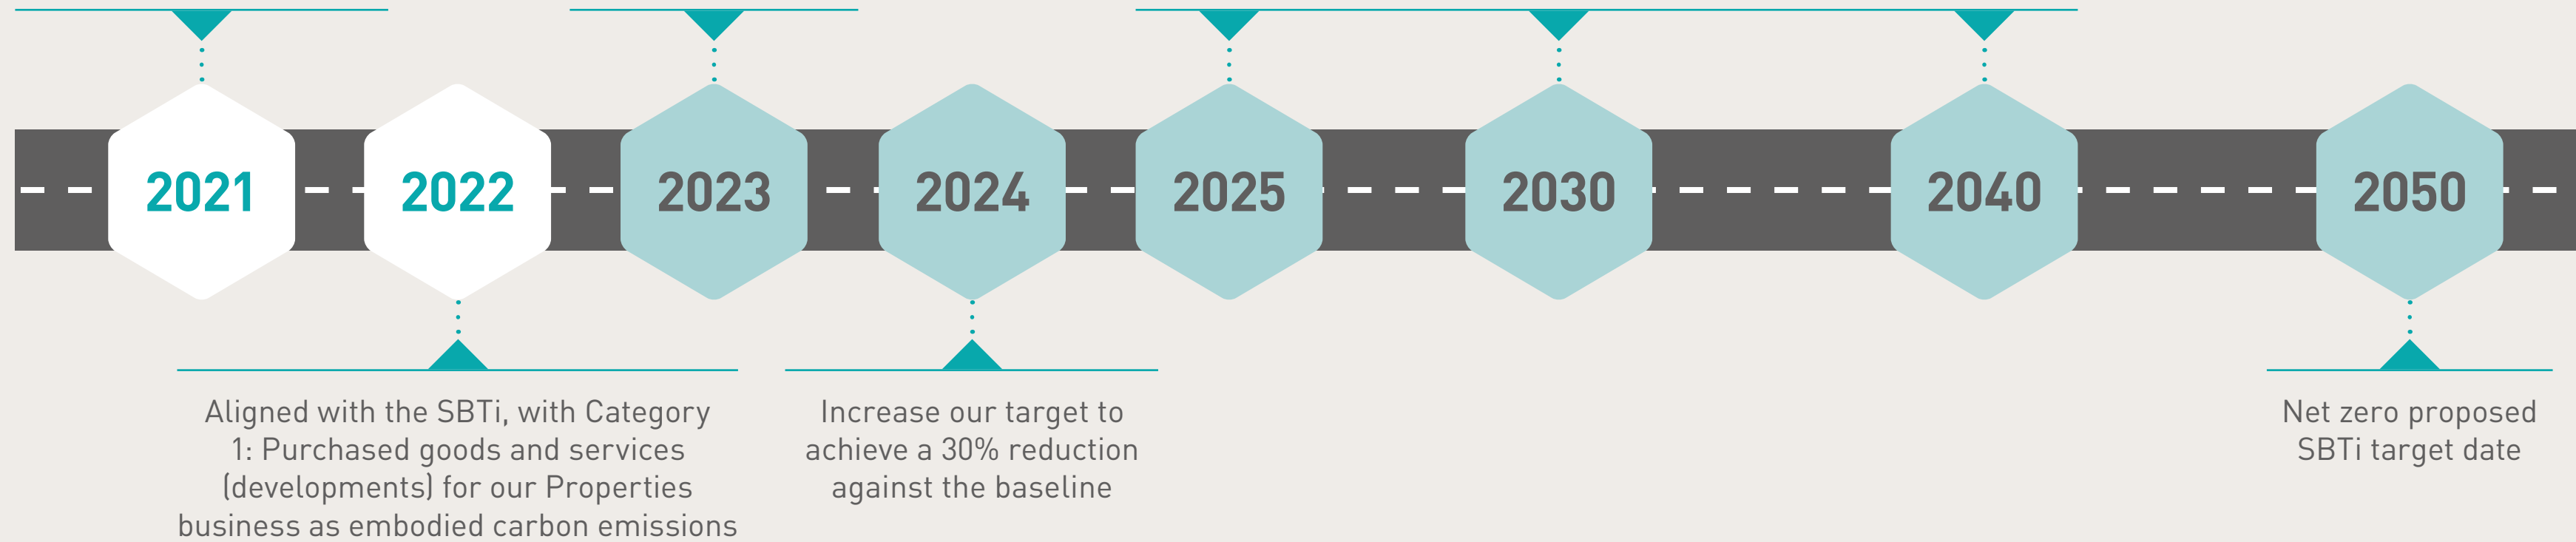 2021
2022
2023
2024
2025
2030
2040
2050
Aligned with the SBTi, with Category
1: Purchased goods and services
(developments) for our Properties
business as embodied carbon emissions
Increase our target to
achieve a 30% reduction
against the baseline
Net zero proposed
SBTi target date